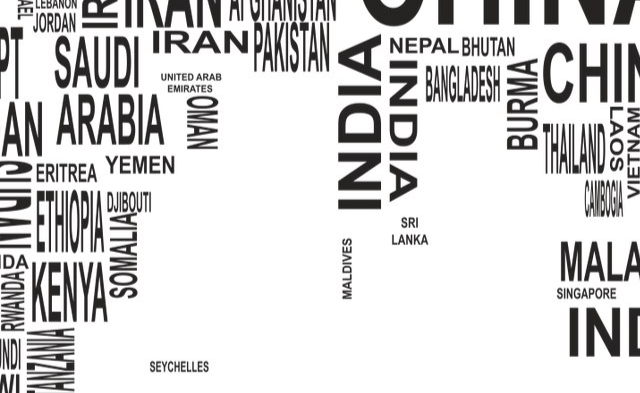 LEBANON
JORDAN
IRAN
AFGHANISTAN
CHINA
IRAN
PAKISTAN
NEPAL
BHUTAN
SAUDI
ARABIA
UNITED ARAB
EMIRATES
OMAN
INDIA
INDIA
BANGLADESH
BURMA
CHIN
THAILAND
LAOS
VIETNAM
CAMBOGIA
AN
ERITREA
YEMEN
ETHIOPIA
DJIBOUTI
SOMALIA
SRI
LANKA
MALDIVES
DA
RWANDA
KENYA
MALA
SINGAPORE
IND
NDI
TANZANIA
SEYCHELLES